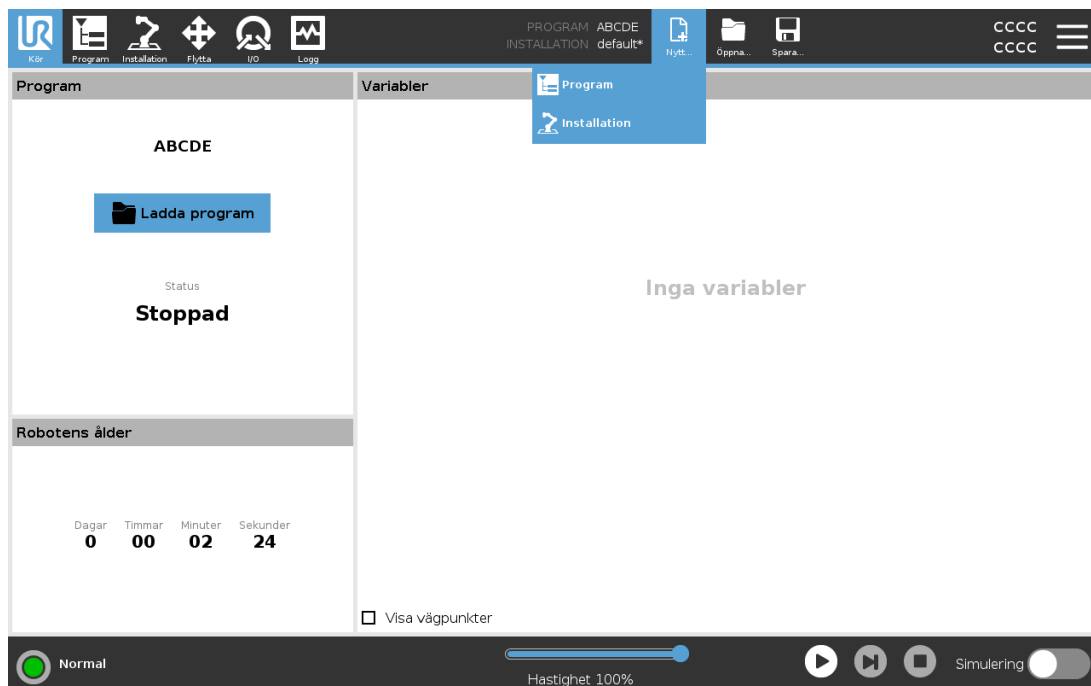 PROGRAM ABCDE
INSTALLATION default*
CCCC
CCCC
Kör Program Installation Flytta I/O Logg Nytt... Öppna... Spara...
Program
Installation
Program
Variabler
ABCDE
Ladda program
Status
Stoppad
Inga variabler
Robotens ålder
Dagar Timmar Minuter Sekunder
0 00 02 24
Visa vägpunkter
Normal
Hastighet 100%
Simulering